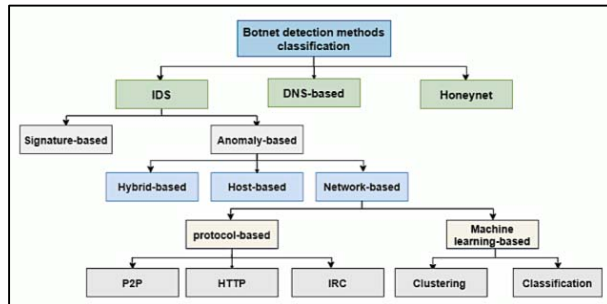 Botnet detection methods
classification
IDS
DNS-based
Honeynet
Signature-based
Anomaly-based
Hybrid-based
Host-based
Network-based
protocol-based
Machine
learning-based
P2P
HTTP
IRC
Clustering
Classification